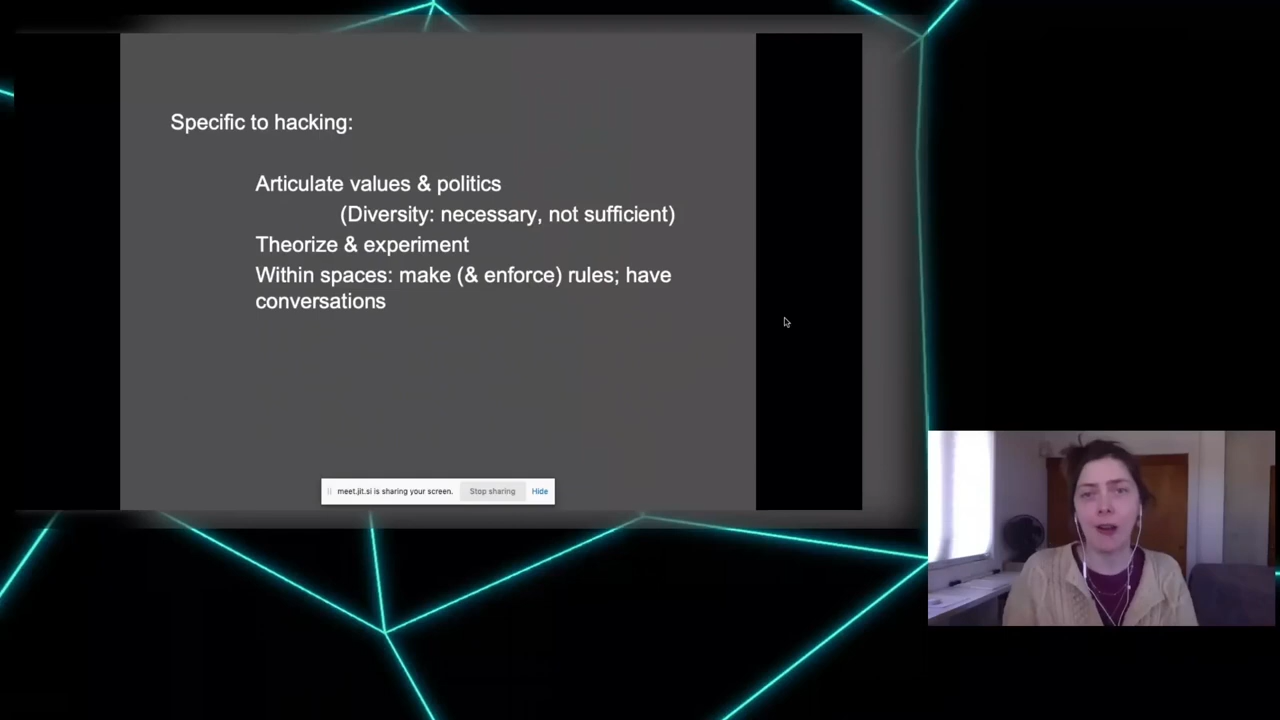 Specific to hacking:
Articulate values & politics
(Diversity: necessary, not sufficient)
Theorize & experiment
Within spaces: make (& enforce) rules; have
conversations
meet.jit.si is sharing your screen. Stop sharing Hide